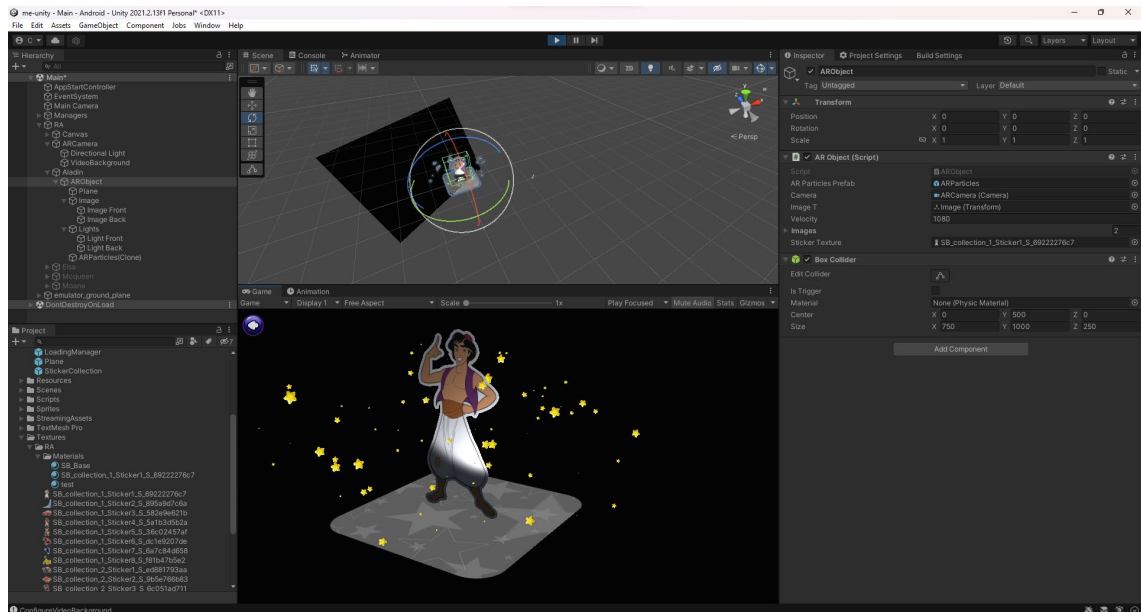 me-unity - Main - Android - Unity 2021.2.13f1 Personal* <DX11>
File Edit Assets GameObject Component Jobs Window Help
C
Layers Layout
Hierarchy
All
Main*
AppStartController
EventSystem
Main Camera
Managers
RA
Canvas
ARCamera
Directional Light
VideoBackground
Aladin
ARObject
Plane
Image
Image Front
Image Back
Lights
Light Front
Light Back
ARParticles(Clone)
Elsa
Mcqueen
Moana
emulator_ground_plane
DontDestroyOnLoad
Scene Console Animator
2D
y
Persp
Game Animation
Game Display 1 Free Aspect Scale 1x Play Focused Mute Audio Stats Gizmos
Inspector Project Settings Build Settings
ARObject Static
Tag Untagged Layer Default
Transform
Position X 0 Y 0 Z 0
Rotation X 0 Y 0 Z 0
Scale X 1 Y 1 Z 1
AR Object (Script)
Script ARObject
AR Particles Prefab ARParticles
Camera ARCamera (Camera)
Image T Image (Transform)
Velocity 1080
Images 2
Sticker Texture SB_collection_1_Sticker1_S_69222276c7
Box Collider
Edit Collider
Is Trigger
Material None (Physic Material)
Center X 0 Y 500 Z 0
Size X 750 Y 1000 Z 250
Add Component
Project
7
LoadingManager
Plane
StickerCollection
Resources
Scenes
Scripts
Sprites
StreamingAssets
TextMesh Pro
Textures
RA
Materials
SB_Base
SB_collection_1_Sticker1_S_69222276c7
test
SB_collection_1_Sticker1_S_69222276c7
SB_collection_1_Sticker2_S_895a9d7c6a
SB_collection_1_Sticker3_S_582e9e621b
SB_collection_1_Sticker4_S_5a1b3d5b2a
SB_collection_1_Sticker5_S_36c02457af
SB_collection_1_Sticker6_S_dc1e9207de
SB_collection_1_Sticker7_S_6a7c84d658
SB_collection_1_Sticker8_S_f81b47b5e2
SB_collection_2_Sticker1_S_ed881793aa
SB_collection_2_Sticker2_S_9b5e766b83
SB_collection_2_Sticker3_S_6c051ad711
ConfigureVideoBackground